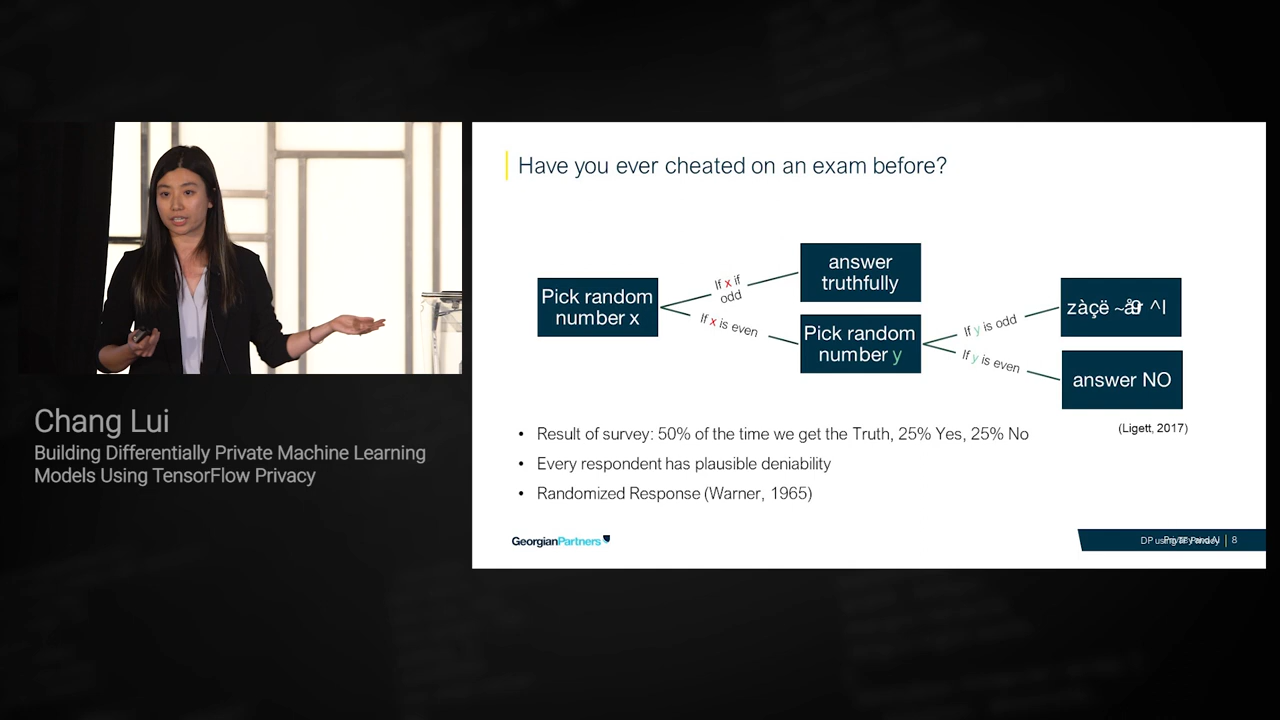 Have you ever cheated on an exam before?
Pick random
number x
If x if
odd
answer
truthfully
If x is even
Pick random
number y
If y is odd
If y is even
answer NO
(Ligett, 2017)
• Result of survey: 50% of the time we get the Truth, 25% Yes, 25% No
• Every respondent has plausible deniability
• Randomized Response (Warner, 1965)
GeorgianPartners
8
Chang Lui
Building Differentially Private Machine Learning
Models Using TensorFlow Privacy